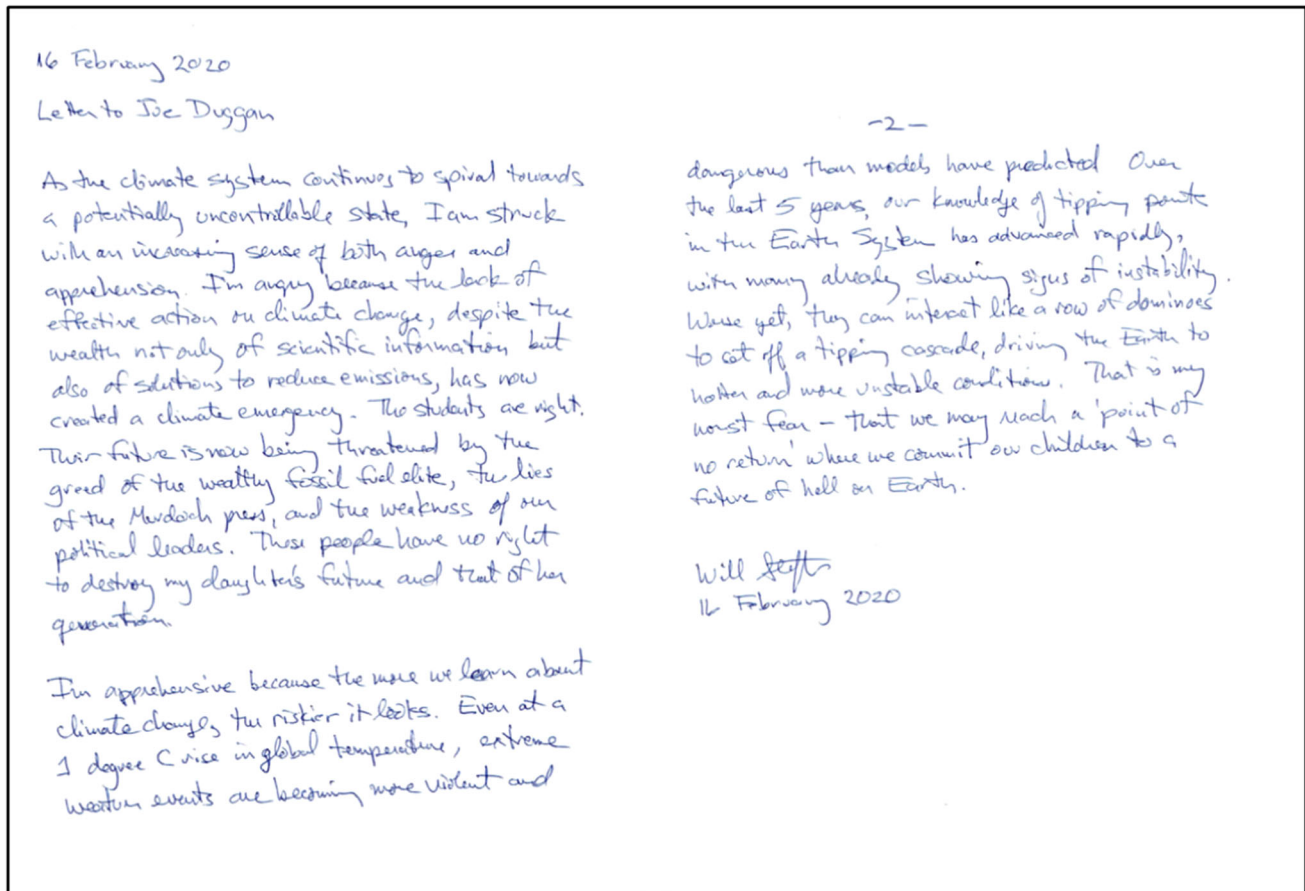 16 February 2020
Letter to Joe Duggan
As the climate system continues to spiral towards
a potentially uncontrollable state, I am struck
with an increasing sense of both anger and
apprehension. I'm angry because the lack of
effective action on climate change, despite the
wealth not only of scientific information but
also of solutions to reduce emissions, has now
created a climate emergency. The students are right.
Their future is now being threatened by the
greed of the wealthy fossil fuel elite, the lies
of the Murdoch press, and the weakness of our
political leaders. These people have no right
to destroy my daughter's future and that of her
generation.
I'm apprehensive because the more we learn about
climate change, the riskier it looks. Even at a
1 degree C rise in global temperature, extreme
weather events are becoming more violent and
-2-
dangerous than models have predicted Over
the last 5 years, our knowledge of tipping points
in the Earth System has advanced rapidly,
with many already showing signs of instability.
Worse yet, they can interact like a row of dominoes
to set off a tipping cascade, driving the Earth to
hotter and more unstable conditions. That is my
worst fear – that we may reach a 'point of
no return' where we commit our children to a
future of hell on Earth.
Will Steffen
16 February 2020